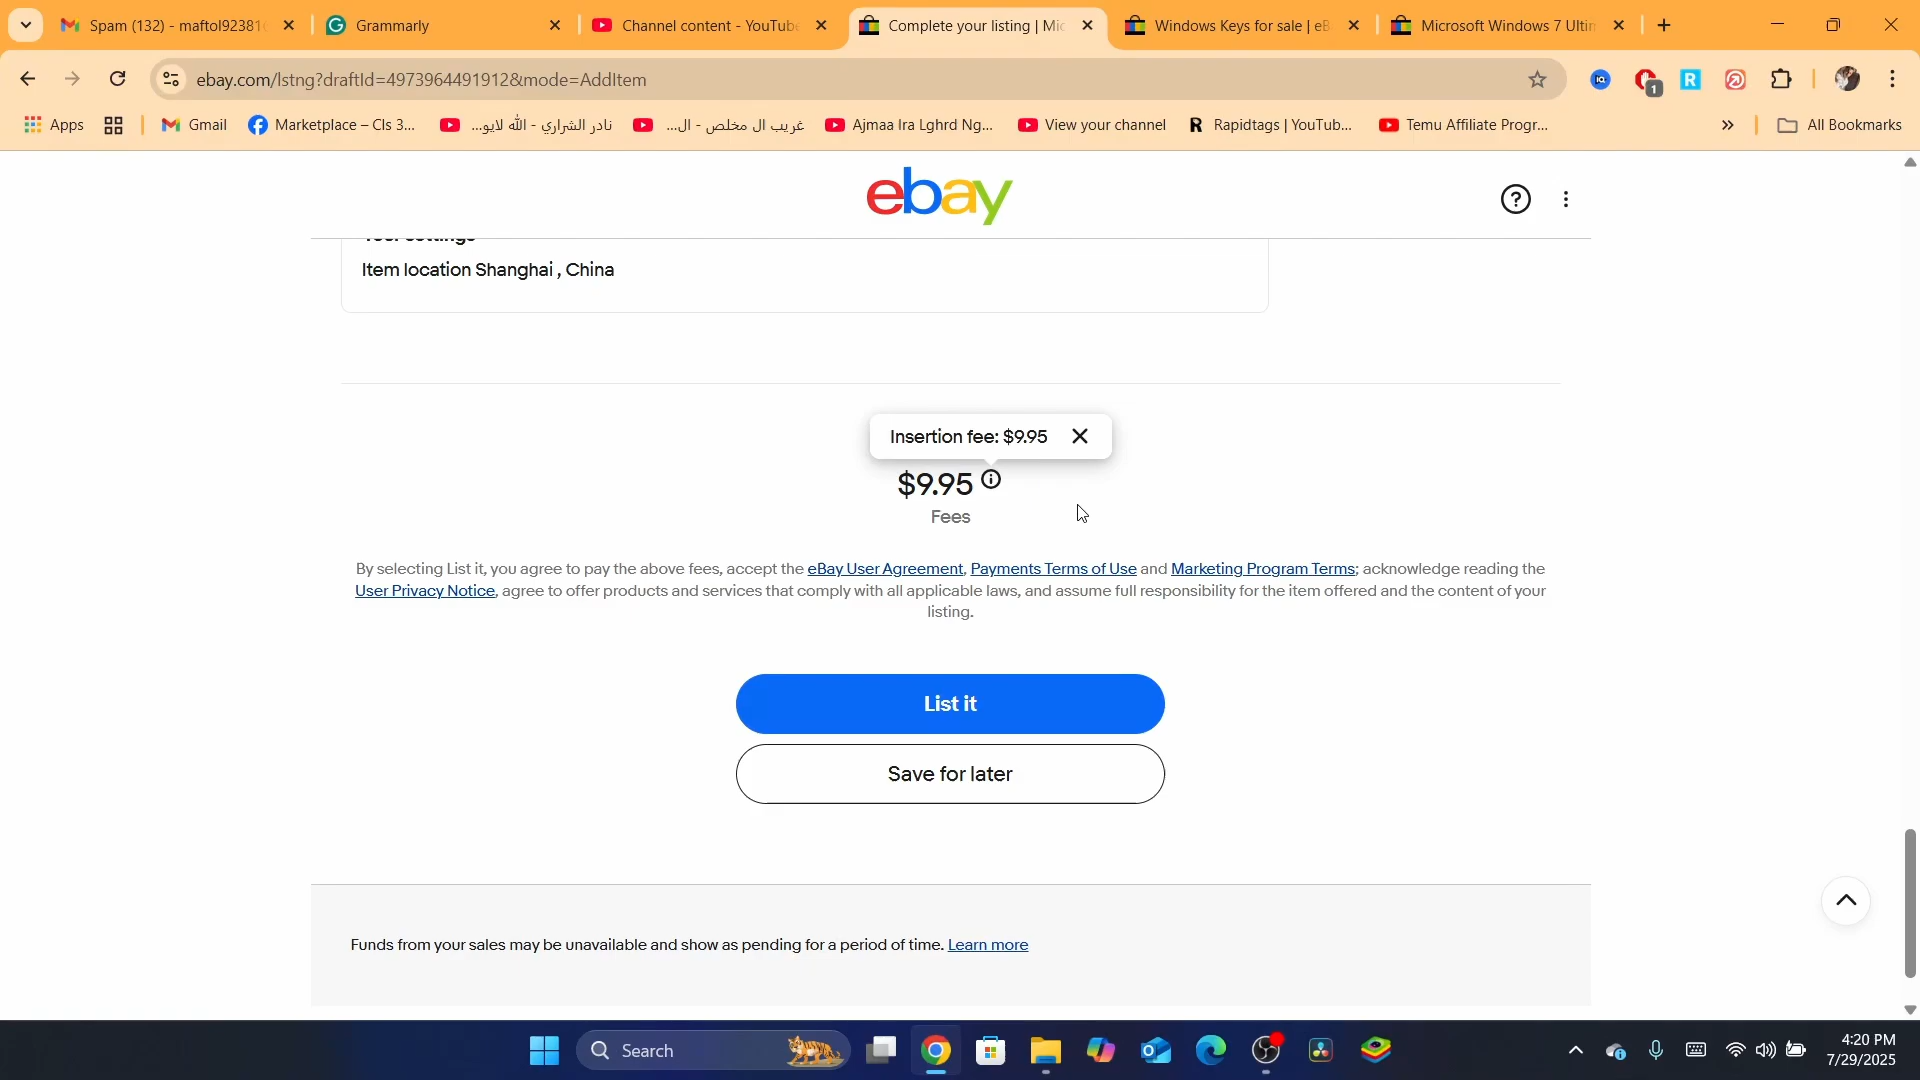 Spam (132) - maftol92381
Grammarly
Channel content - YouTube
Complete your listing | Mic
Windows Keys for sale | eB
Microsoft Windows 7 Ultim
ebay.com/lstng?draftId=4973964491912&mode=AddItem
1
Apps
Gmail
Marketplace – Cls 3...
نادر الشراري - الله لايو...
غريب ال مخلص - ال...
Ajmaa Ira Lghrd Ng...
View your channel
Rapidtags | YouTub...
Temu Affiliate Progr...
All Bookmarks
ebay
Your settings
Item location Shanghai , China
Insertion fee: $9.95
$9.95
Fees
By selecting List it, you agree to pay the above fees, accept the eBay User Agreement, Payments Terms of Use and Marketing Program Terms; acknowledge reading the
User Privacy Notice, agree to offer products and services that comply with all applicable laws, and assume full responsibility for the item offered and the content of your
listing.
List it
Save for later
Funds from your sales may be unavailable and show as pending for a period of time. Learn more
Search
4:20 PM
7/29/2025